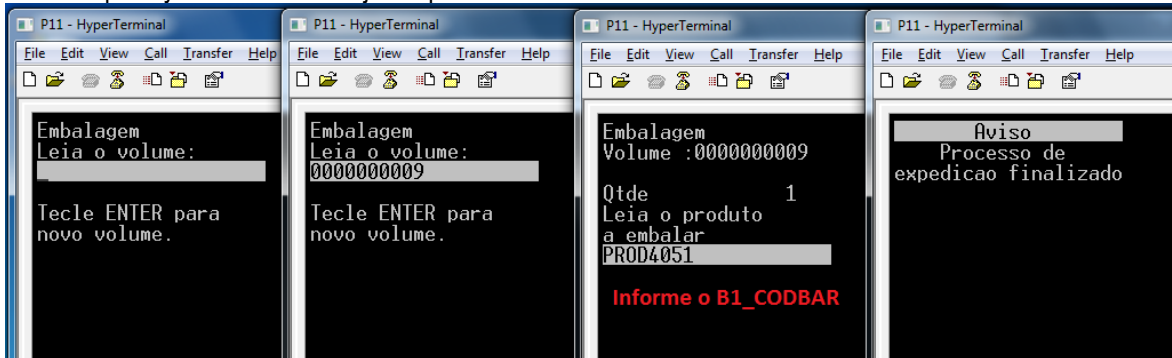 P11 - HyperTerminal
File Edit View Call Transfer Help
Embalagem
Leia o volume:
_
Tecle ENTER para
novo volume.
P11 - HyperTerminal
File Edit View Call Transfer Help
Embalagem
Leia o volume:
0000000009
Tecle ENTER para
novo volume.
P11 - HyperTerminal
File Edit View Call Transfer Help
Embalagem
Volume :0000000009
Qtde 1
Leia o produto
a embalar
PROD4051
Informe o B1_CODBAR
P11 - HyperTerminal
File Edit View Call Transfer Help
Aviso
Processo de
expedicao finalizado